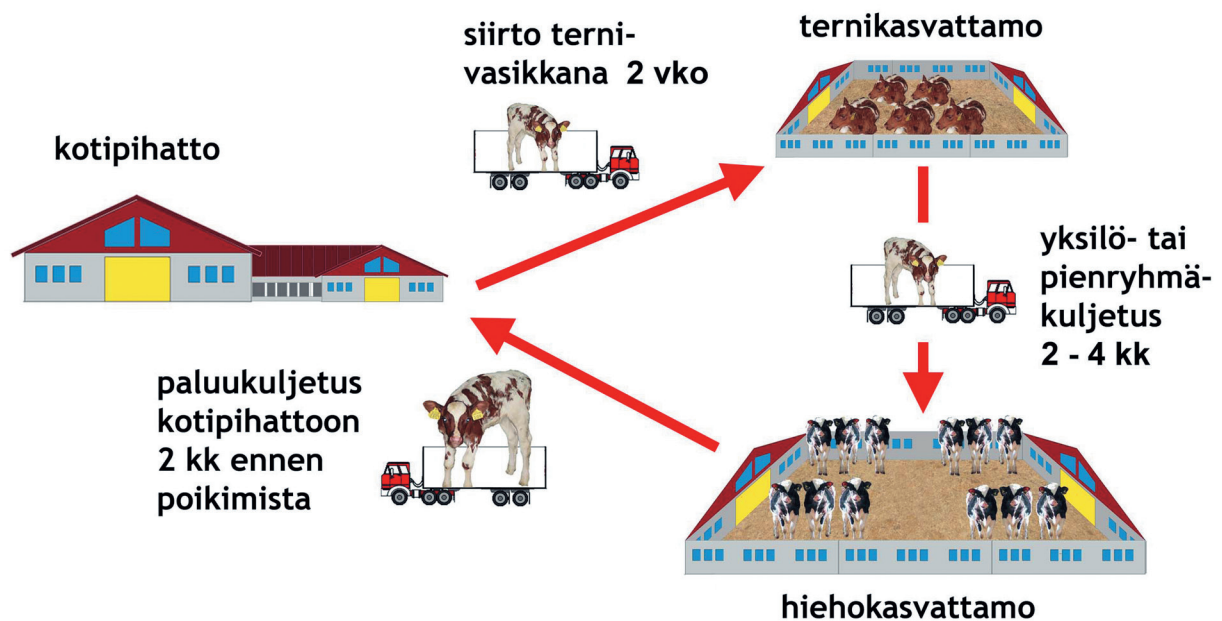 siirto terni-
vasikkana 2 vko
ternikasvattamo
kotipihatto
yksilö- tai
pienryhmä-
kuljetus
2 - 4 kk
paluukuljetus
kotipihattoon
2 kk ennen
poikimista
hiehokasvattamo